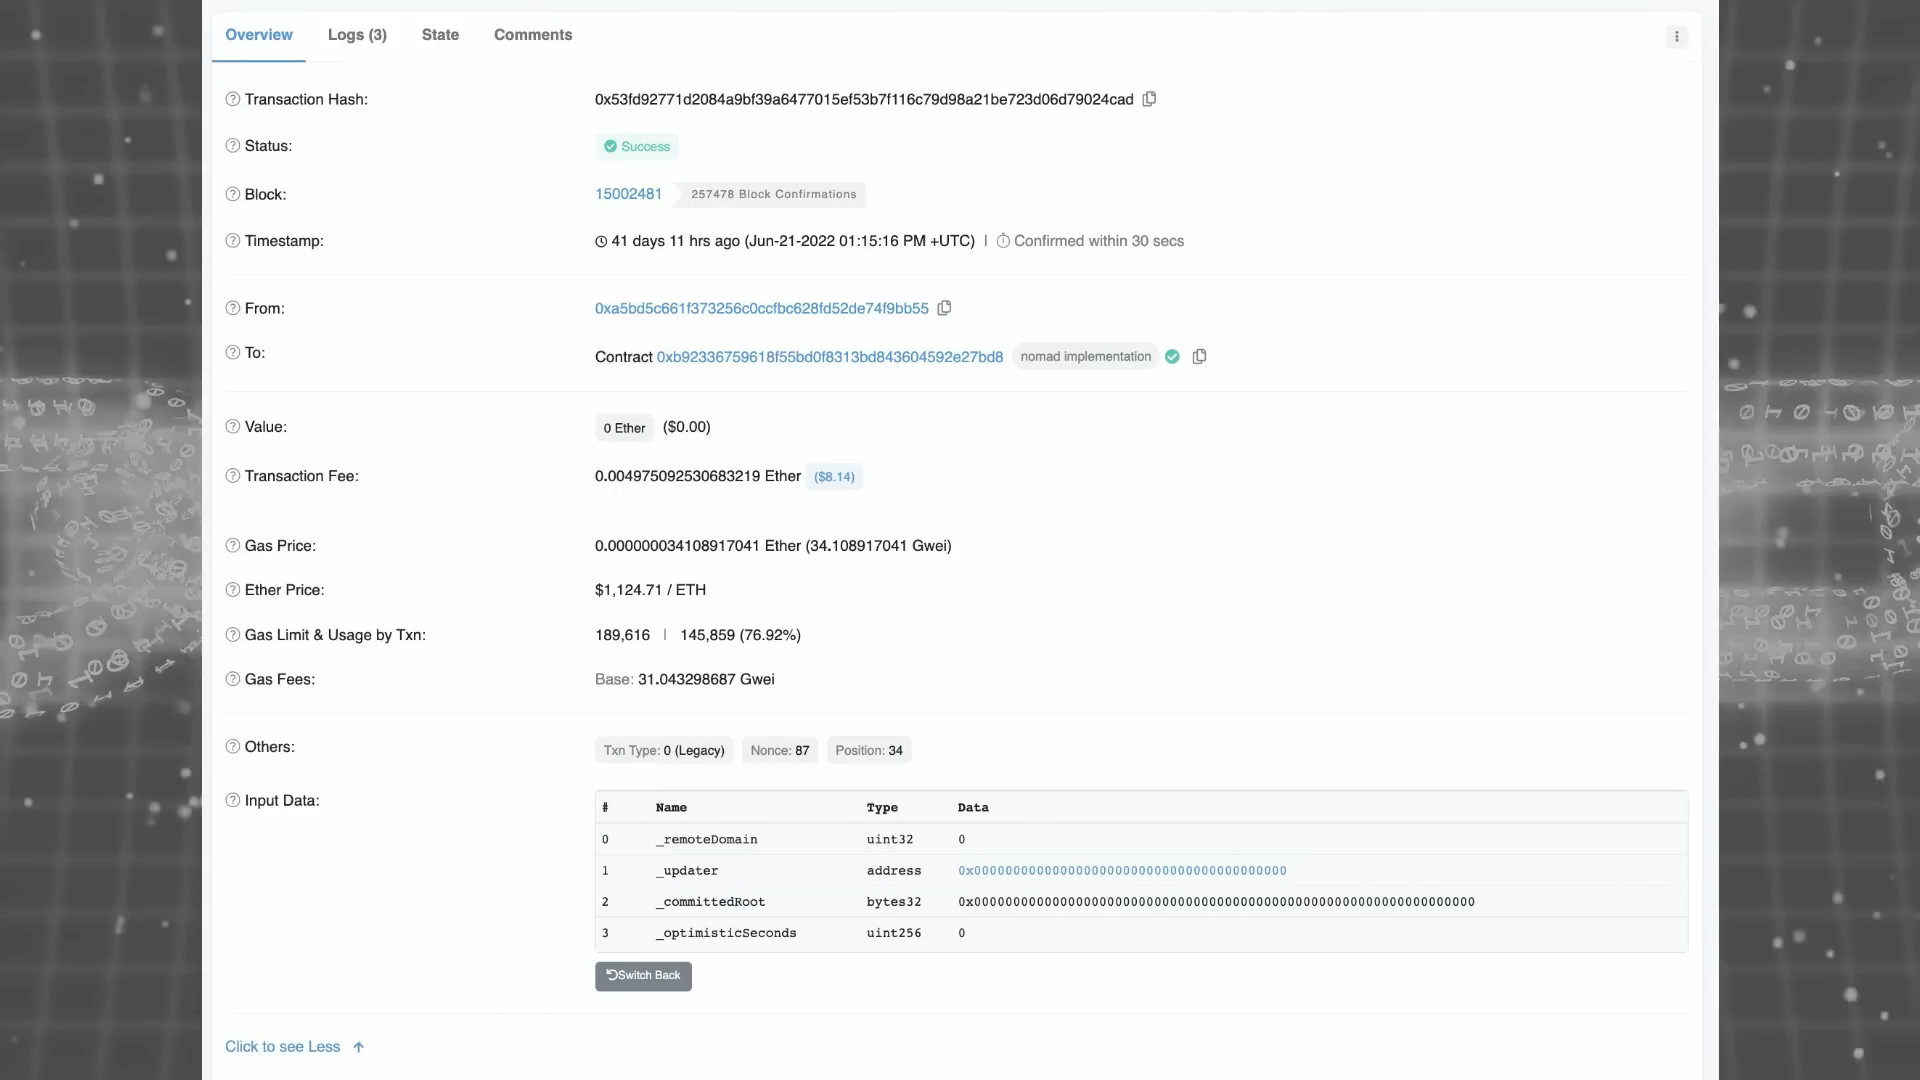 Overview Logs (3) State Comments
Transaction Hash: 0x53fd92771d2084a9bf39a6477015ef53b7f116c79d98a21be723d06d79024cad
Status: Success
Block: 15002481 257478 Block Confirmations
Timestamp: 41 days 11 hrs ago (Jun-21-2022 01:15:16 PM +UTC) | Confirmed within 30 secs
From: 0xa5bd5c661f373256c0ccfbc628fd52de74f9bb55
To: Contract 0xb92336759618f55bd0f8313bd843604592e27bd8 nomad implementation
Value: 0 Ether ($0.00)
Transaction Fee: 0.004975092530683219 Ether ($8.14)
Gas Price: 0.000000034108917041 Ether (34.108917041 Gwei)
Ether Price: $1,124.71 / ETH
Gas Limit & Usage by Txn: 189,616 | 145,859 (76.92%)
Gas Fees: Base: 31.043298687 Gwei
Others: Txn Type: 0 (Legacy) Nonce: 87 Position: 34
Input Data:
# Name Type Data
0 _remoteDomain uint32 0
1 _updater address 0x0000000000000000000000000000000000000000
2 _committedRoot bytes32 0x0000000000000000000000000000000000000000000000000000000000000000
3 _optimisticSeconds uint256 0
Switch Back
Click to see Less